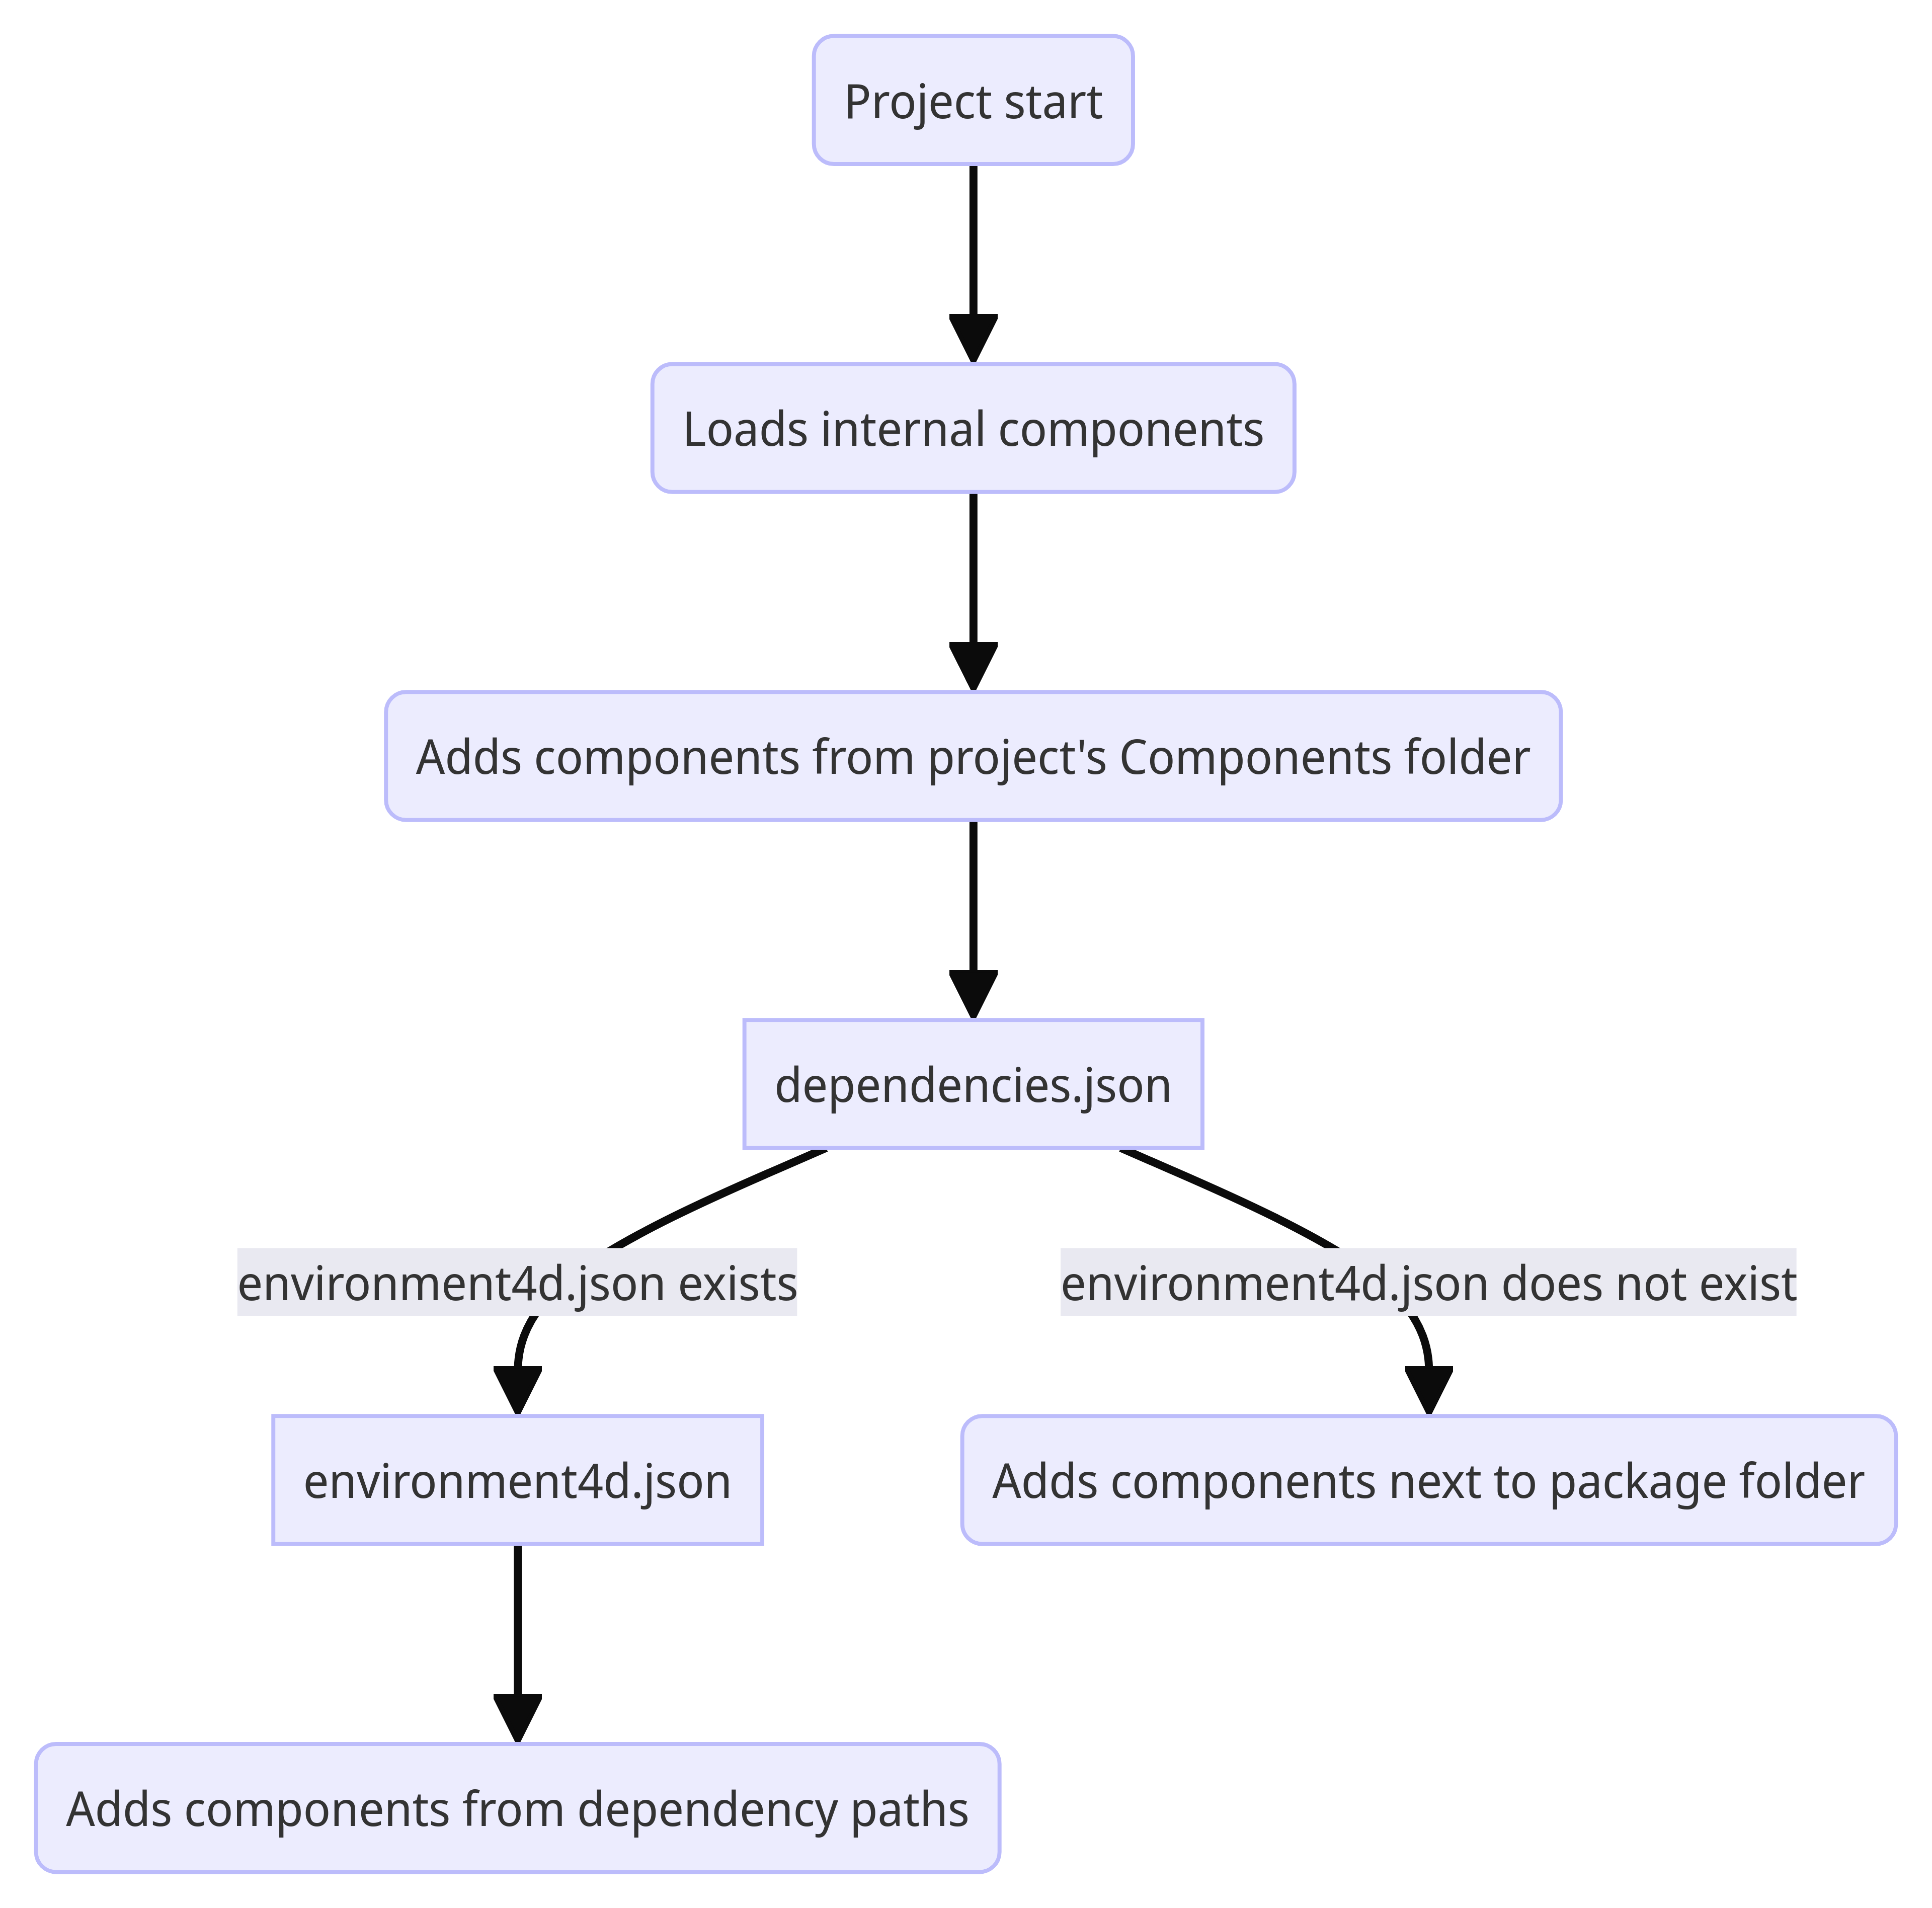 Project start
Loads internal components
Adds components from project's Components folder
dependencies.json
environment4d.json exists
environment4d.json does not exist
environment4d.json
Adds components next to package folder
Adds components from dependency paths